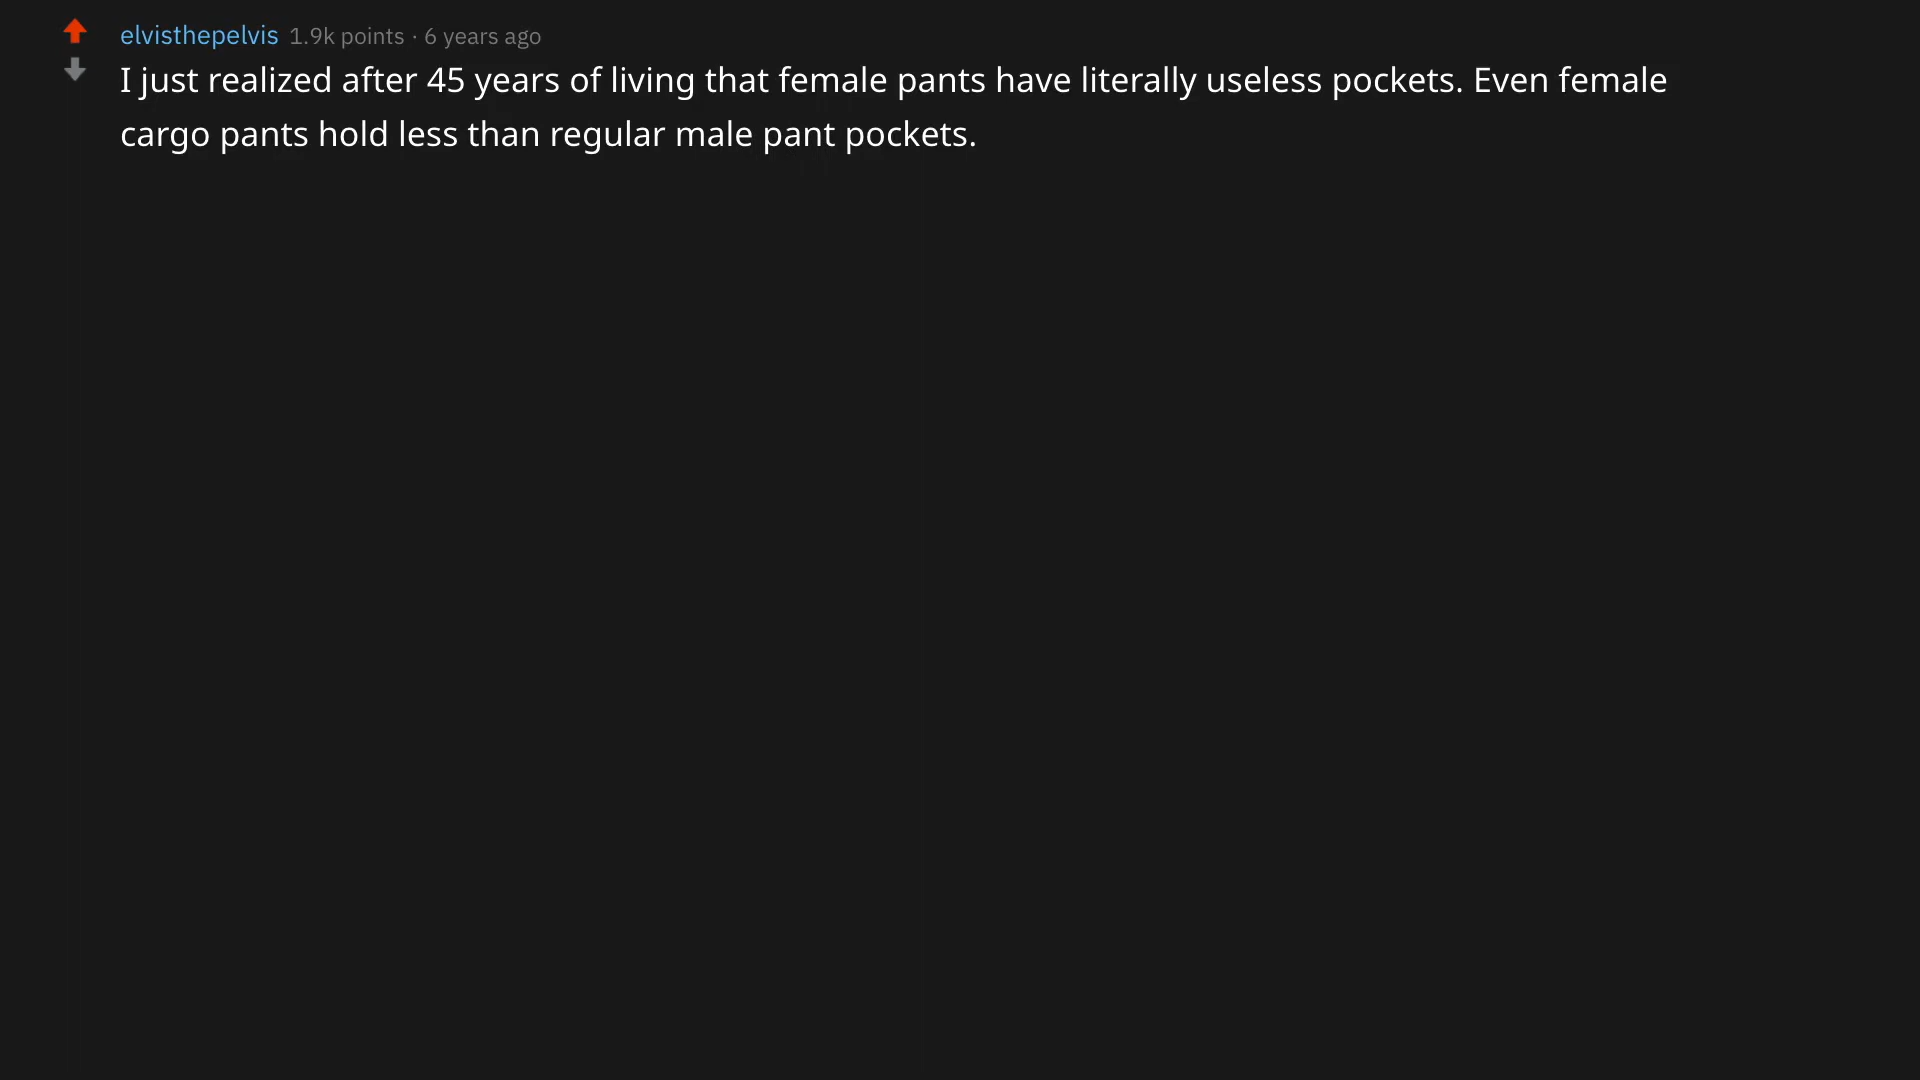 elvisthepelvis 1.9k points · 6 years ago
I just realized after 45 years of living that female pants have literally useless pockets. Even female
cargo pants hold less than regular male pant pockets.